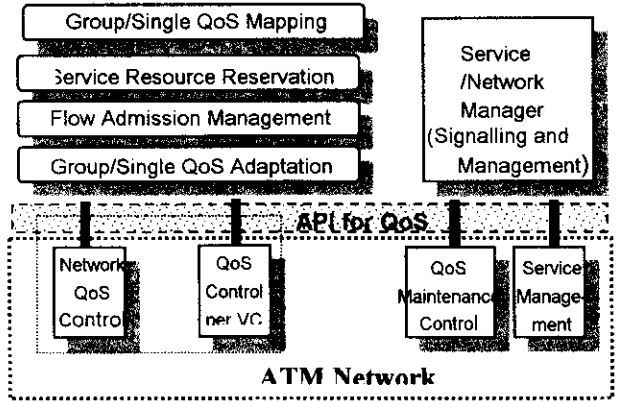 Group/Single QoS Mapping
Service Resource Reservation
Flow Admission Management
Group/Single QoS Adaptation
Service
/Network
Manager
(Signalling and
Management)
API for QoS
Network
QoS
Control
QoS
Control
per VC
QoS
Maintenance
Control
Service
Manage-
ment
ATM Network